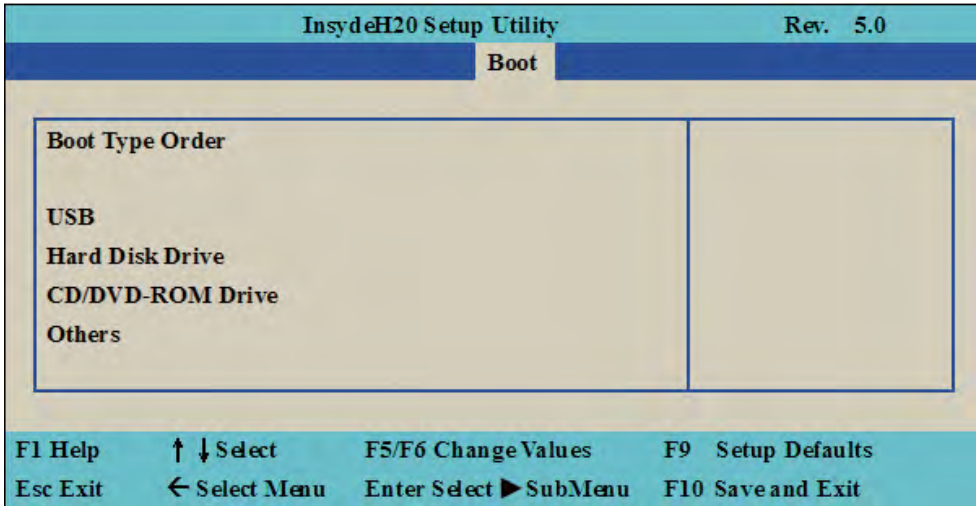 InsydeH20 Setup Utility Rev. 5.0
Boot
Boot Type Order
USB
Hard Disk Drive
CD/DVD-ROM Drive
Others
F1 Help ↑ ↓ Select F5/F6 Change Values F9 Setup Defaults
Esc Exit ← Select Menu Enter Select ▶ SubMenu F10 Save and Exit